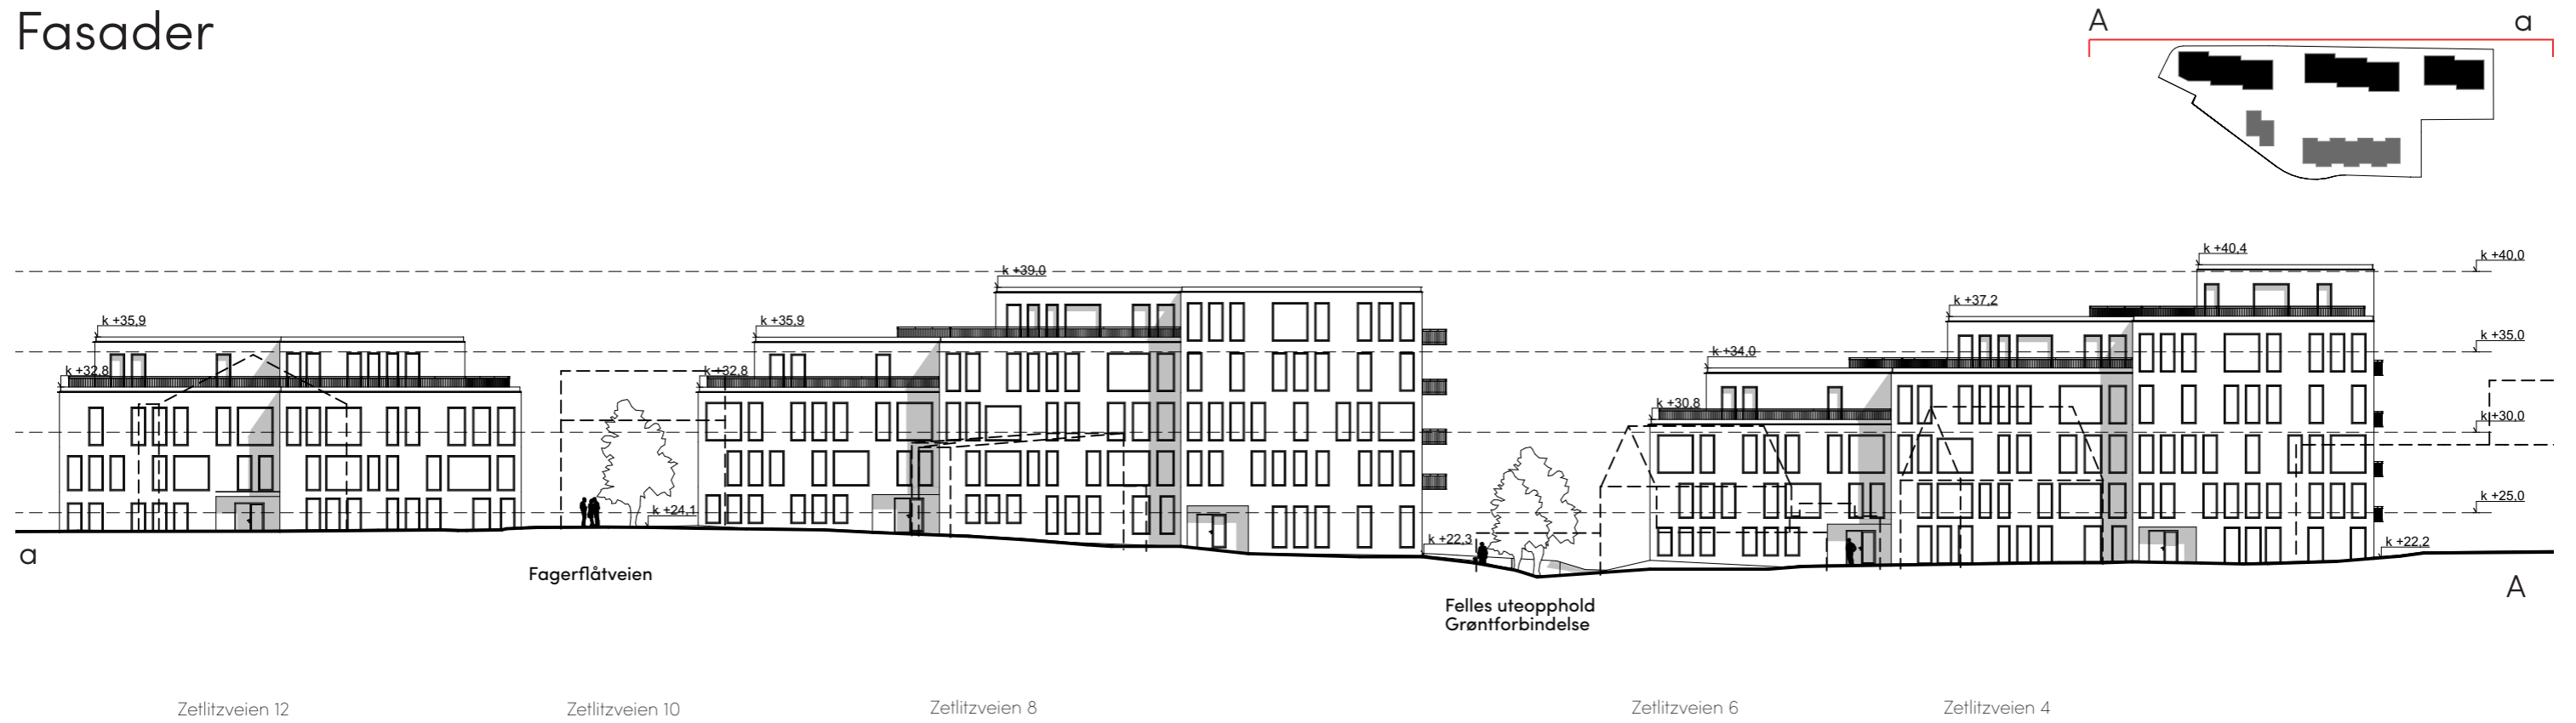 Fasader
A
a
k +40,4
k +40,0
k +39,0
k +37,2
k +35,9
k +35,9
k +35,0
k +34,0
k +32,8
k +32,8
k +30,8
k +30,0
k +25,0
k +24,1
k +22,3
k +22,2
a
Fagerflåtveien
A
Felles uteopphold
Grøntforbindelse
Zetlitzveien 12
Zetlitzveien 10
Zetlitzveien 8
Zetlitzveien 6
Zetlitzveien 4